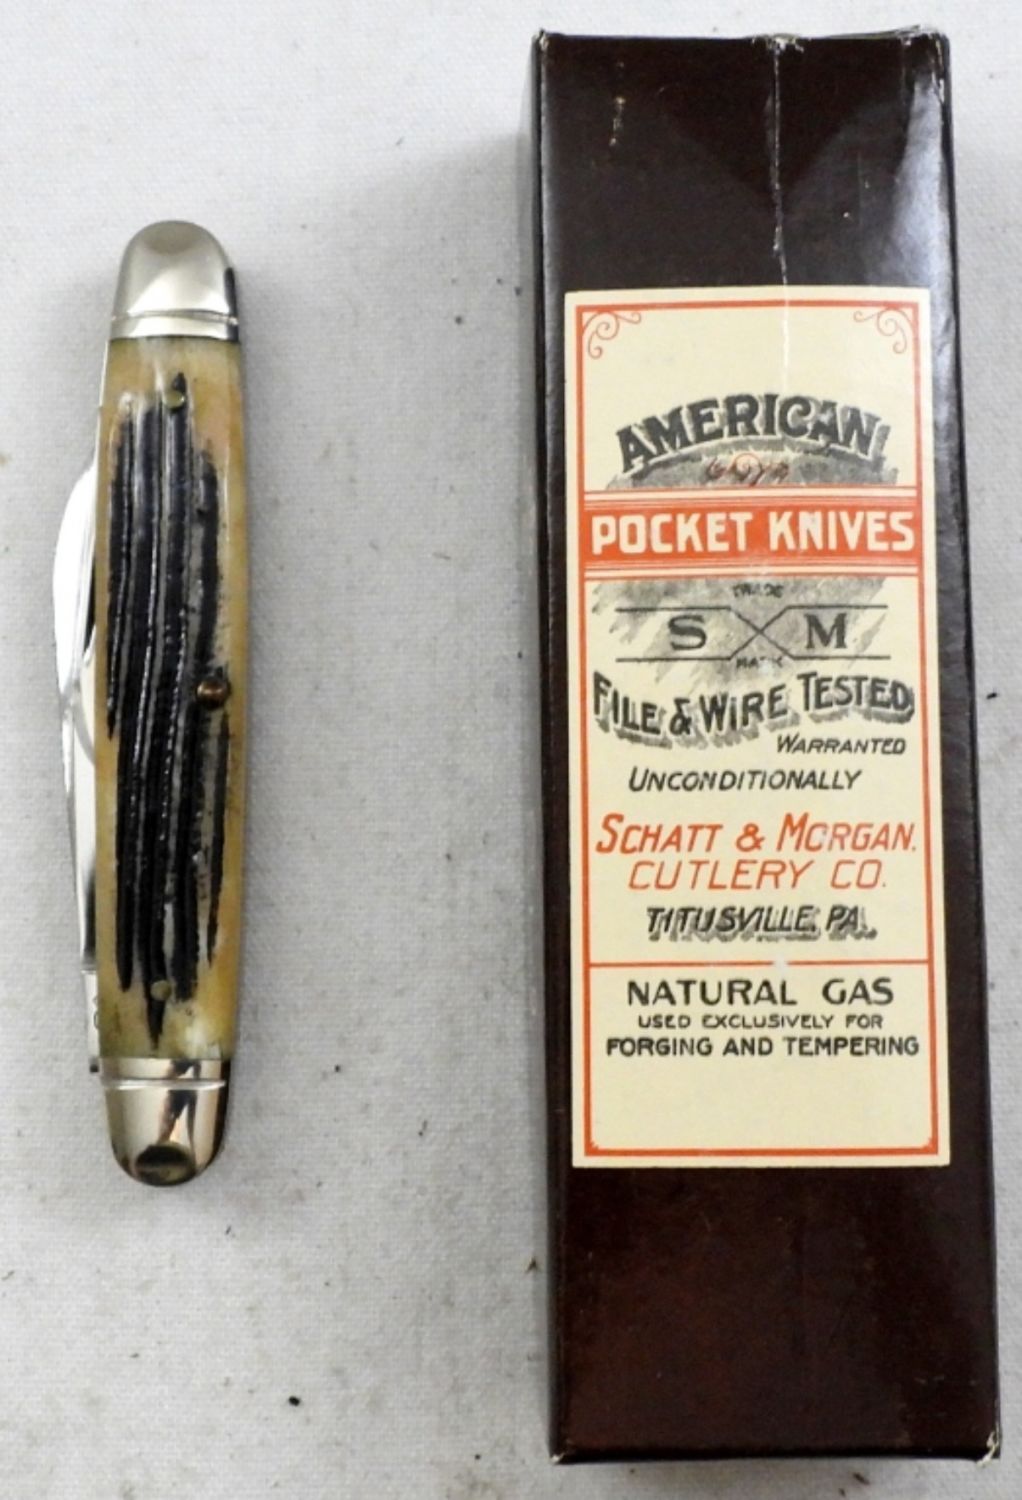 AMERICAN
POCKET KNIVES
TRADE
S M
MARK
FILE & WIRE TESTED
WARRANTED
UNCONDITIONALLY
SCHATT & MORGAN.
CUTLERY CO.
TITUSVILLE, PA.
NATURAL GAS
USED EXCLUSIVELY FOR
FORGING AND TEMPERING